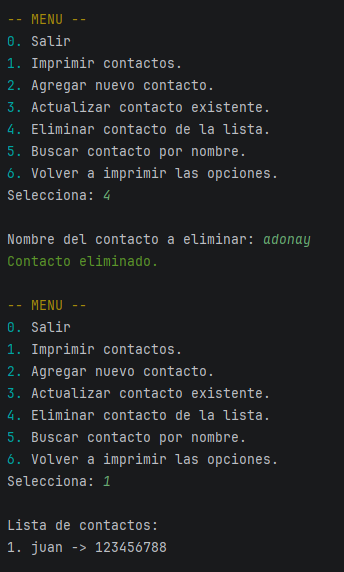 -- MENU --
0. Salir
1. Imprimir contactos.
2. Agregar nuevo contacto.
3. Actualizar contacto existente.
4. Eliminar contacto de la lista.
5. Buscar contacto por nombre.
6. Volver a imprimir las opciones.
Selecciona: 4
Nombre del contacto a eliminar: adonay
Contacto eliminado.
-- MENU --
0. Salir
1. Imprimir contactos.
2. Agregar nuevo contacto.
3. Actualizar contacto existente.
4. Eliminar contacto de la lista.
5. Buscar contacto por nombre.
6. Volver a imprimir las opciones.
Selecciona: 1
Lista de contactos:
1. juan -> 123456788